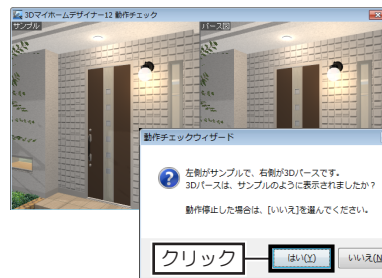 3Dマイホームデザイナー12 動作チェック
サンプル
パース図
動作チェックウィザード
左側がサンプルで、右側が3Dパースです。
3Dパースは、サンプルのように表示されましたか?
動作停止した場合は、[いいえ]を選んでください。
クリック
はい(Y)
いいえ(N